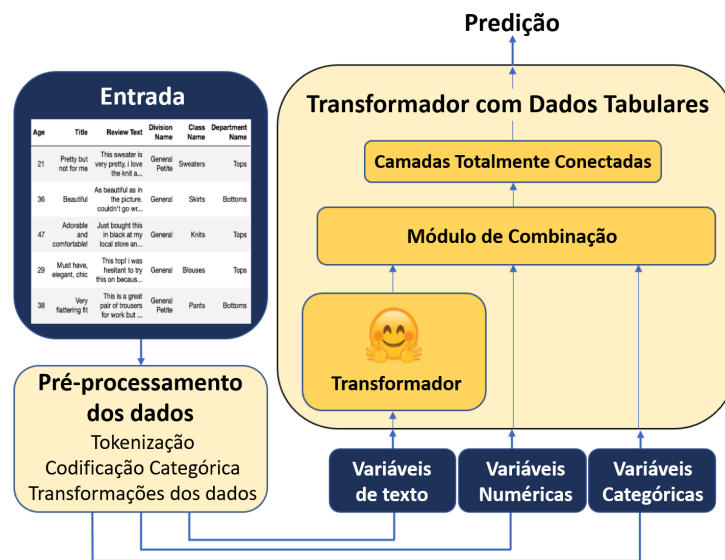 Predição
Entrada
Age Title Review Text Division Name Class Name Department Name
21 Pretty but not for me This sweater is very pretty, i love the knit a... General Petite Sweaters Tops
36 Beautiful As beautiful as in the picture. couldn't go wr... General Skirts Bottoms
47 Adorable and comfortable! Just bought this in black at my local store an... General Knits Tops
29 Must have, elegant, chic This top! i was hesitant to try this on becaus... General Blouses Tops
38 Very flattering fit This is a great pair of trousers for work but ... General Petite Pants Bottoms
Pré-processamento
dos dados
Tokenização
Codificação Categórica
Transformações dos dados
Transformador com Dados Tabulares
Camadas Totalmente Conectadas
Módulo de Combinação
Transformador
Variáveis
de texto
Variáveis
Numéricas
Variáveis
Categóricas